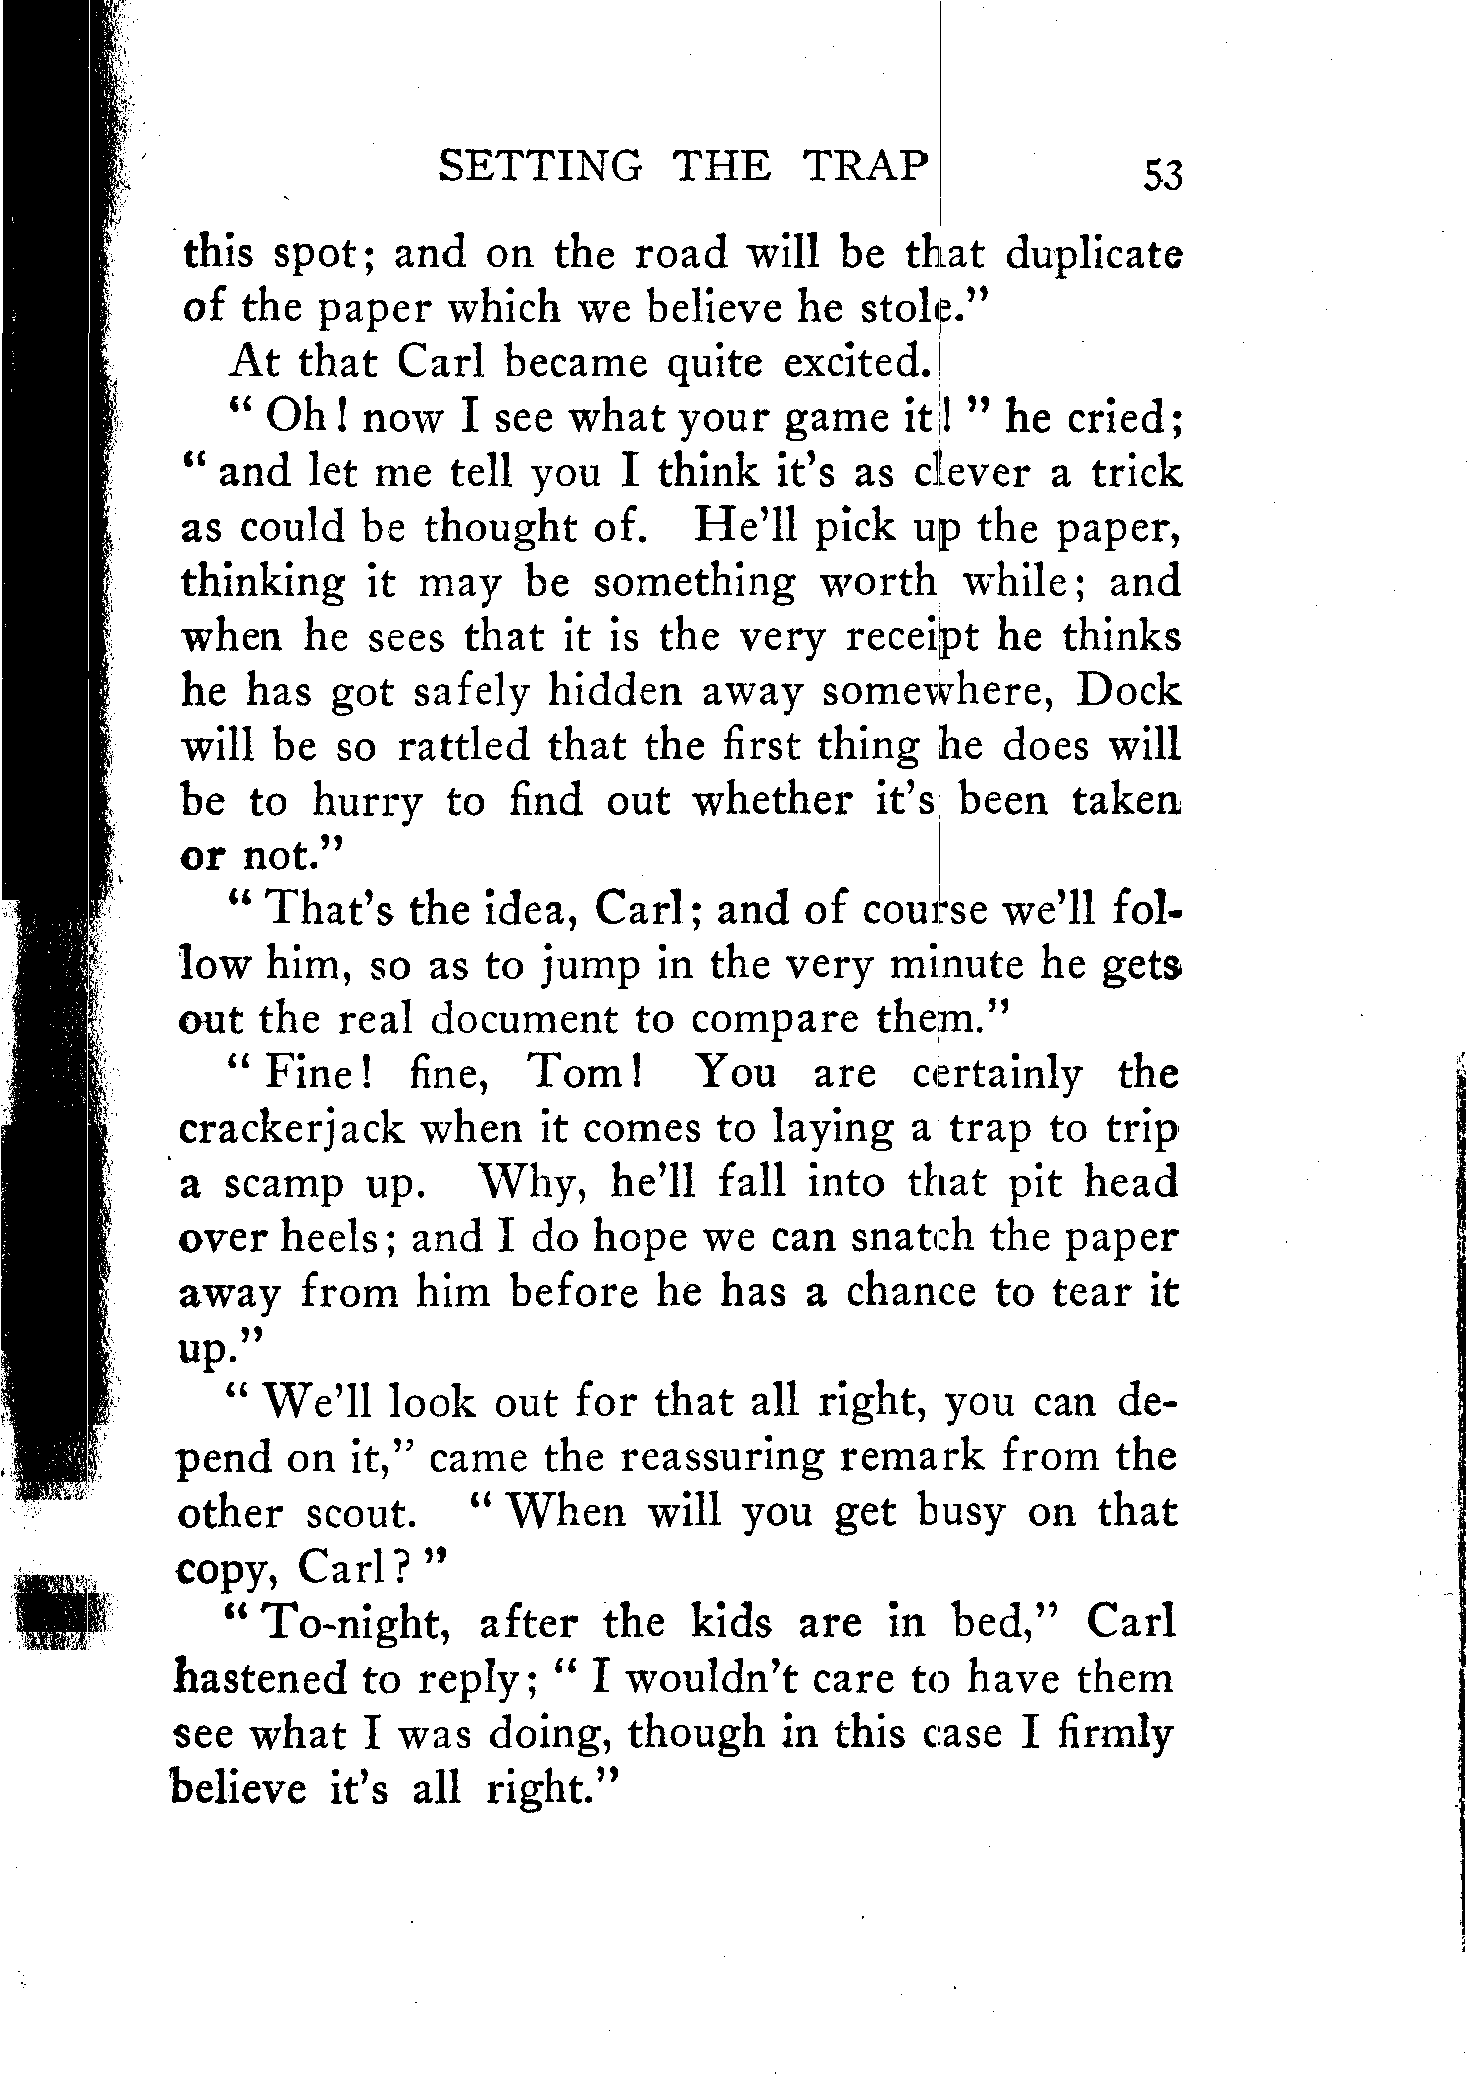 SETTING THE TRAP 53
this spot; and on the road will be that duplicate
of the paper which we believe he stole."
At that Carl became quite excited.
" Oh! now I see what your game it! " he cried;
" and let me tell you I think it's as clever a trick
as could be thought of. He'll pick up the paper,
thinking it may be something worth while; and
when he sees that it is the very receipt he thinks
he has got safely hidden away somewhere, Dock
will be so rattled that the first thing he does will
be to hurry to find out whether it's been taken
or not."
" That's the idea, Carl; and of course we'll fol-
low him, so as to jump in the very minute he gets
out the real document to compare them."
" Fine! fine, Tom! You are certainly the
crackerjack when it comes to laying a trap to trip
a scamp up. Why, he'll fall into that pit head
over heels; and I do hope we can snatch the paper
away from him before he has a chance to tear it
up."
" We'll look out for that all right, you can de-
pend on it," came the reassuring remark from the
other scout. " When will you get busy on that
copy, Carl? "
" To-night, after the kids are in bed," Carl
hastened to reply; " I wouldn't care to have them
see what I was doing, though in this case I firmly
believe it's all right."